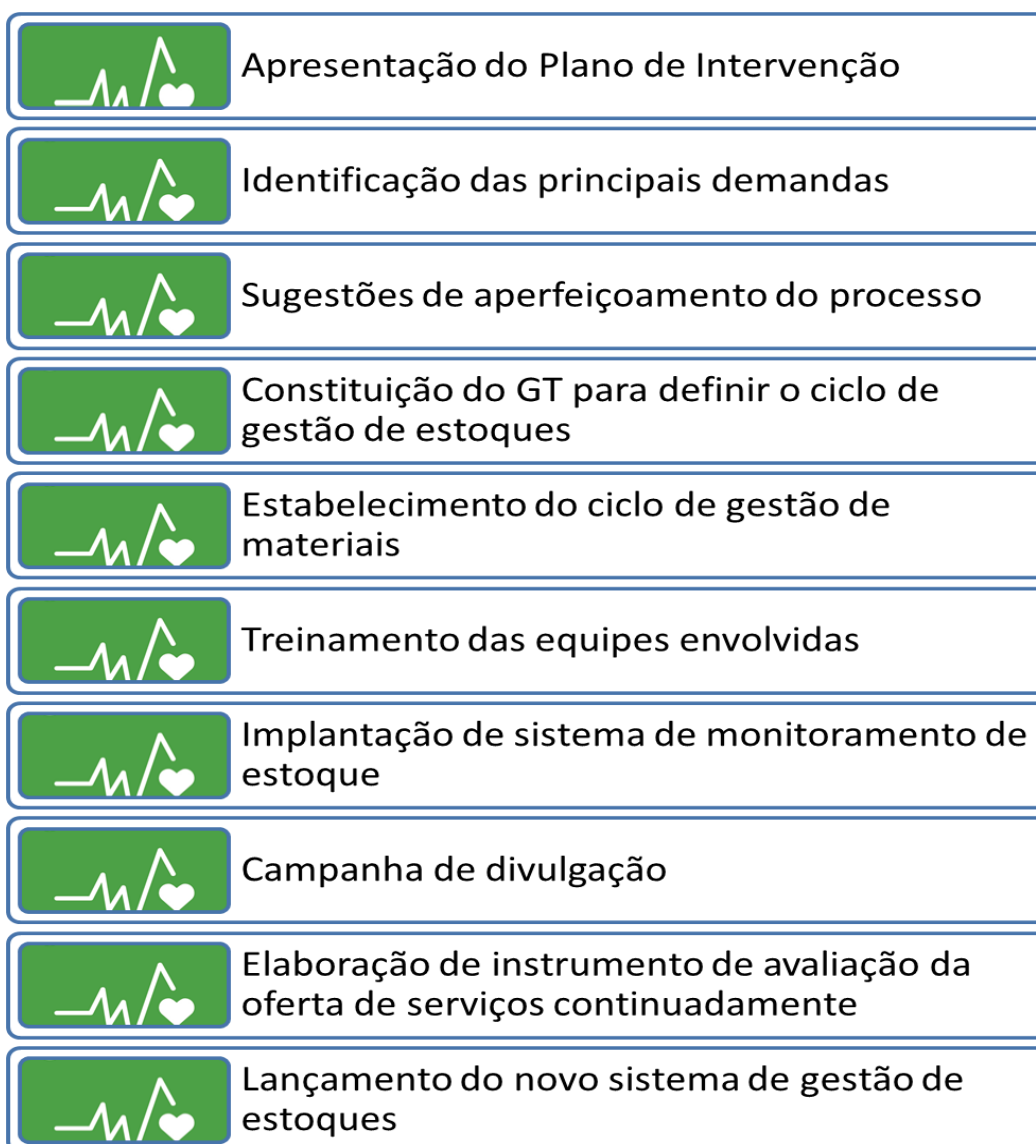 Apresentação do Plano de Intervenção
Identificação das principais demandas
Sugestões de aperfeiçoamento do processo
Constituição do GT para definir o ciclo de
gestão de estoques
Estabelecimento do ciclo de gestão de
materiais
Treinamento das equipes envolvidas
Implantação de sistema de monitoramento de
estoque
Campanha de divulgação
Elaboração de instrumento de avaliação da
oferta de serviços continuadamente
Lançamento do novo sistema de gestão de
estoques